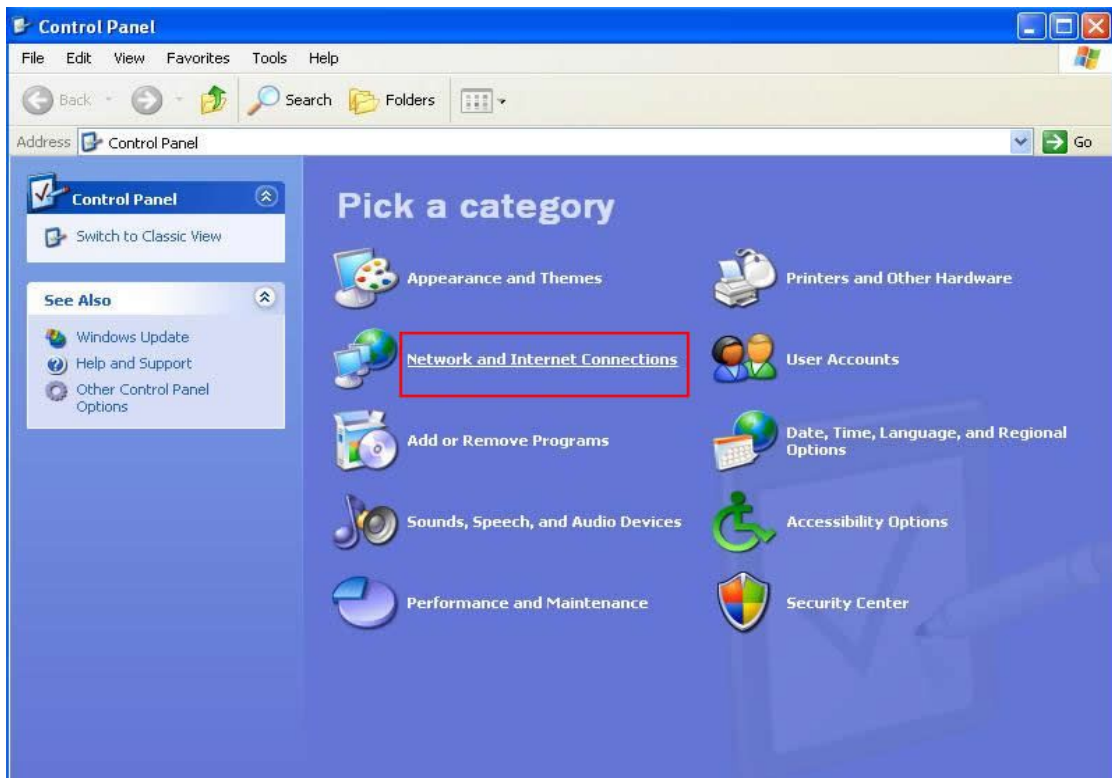 Control Panel
File Edit View Favorites Tools Help
Back Search Folders
Address Control Panel Go
Control Panel
Switch to Classic View
See Also
Windows Update
Help and Support
Other Control Panel
Options
Pick a category
Appearance and Themes
Printers and Other Hardware
Network and Internet Connections
User Accounts
Add or Remove Programs
Date, Time, Language, and Regional
Options
Sounds, Speech, and Audio Devices
Accessibility Options
Performance and Maintenance
Security Center